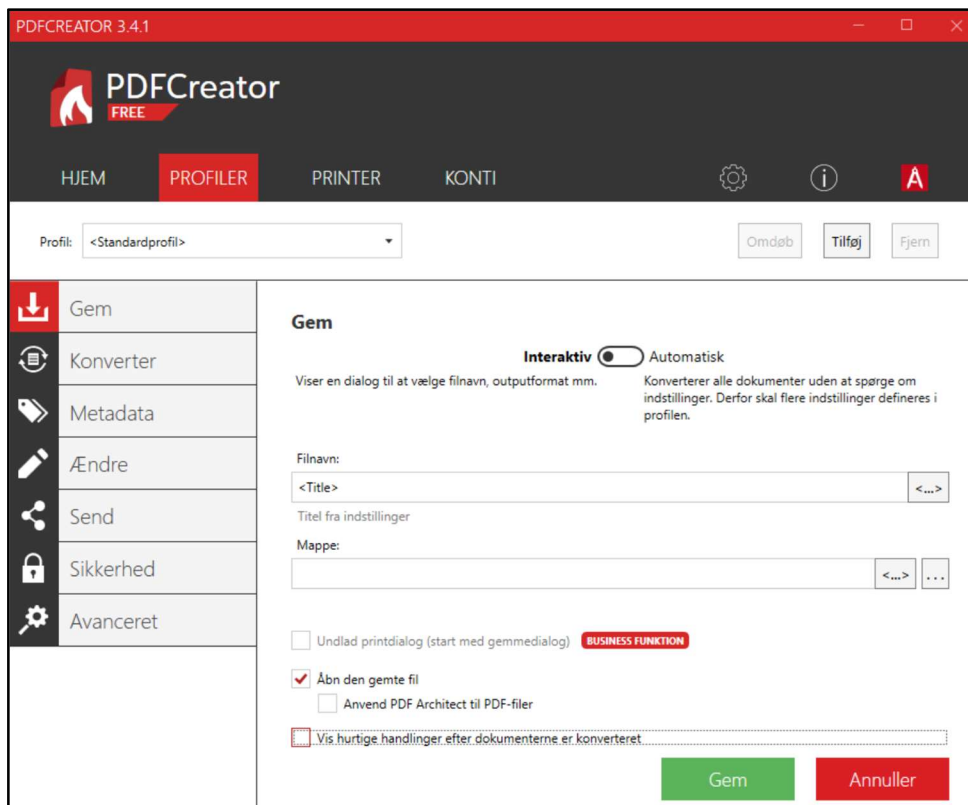 PDFCREATOR 3.4.1
PDFCreator
FREE
HJEM PROFILER PRINTER KONTI
Profil: <Standardprofil> Omdøb Tilføj Fjern
Gem
Konverter
Metadata
Ændre
Send
Sikkerhed
Avanceret
Gem
Interaktiv Automatisk
Viser en dialog til at vælge filnavn, outputformat mm.
Konverterer alle dokumenter uden at spørge om
indstillinger. Derfor skal flere indstillinger defineres i
profilen.
Filnavn:
<Title> <...>
Titel fra indstillinger
Mappe:
<...> ...
Undlad printdialog (start med gemmedialog) BUSINESS FUNKTION
Åbn den gemte fil
Anvend PDF Architect til PDF-filer
Vis hurtige handlinger efter dokumenterne er konverteret
Gem Annuller